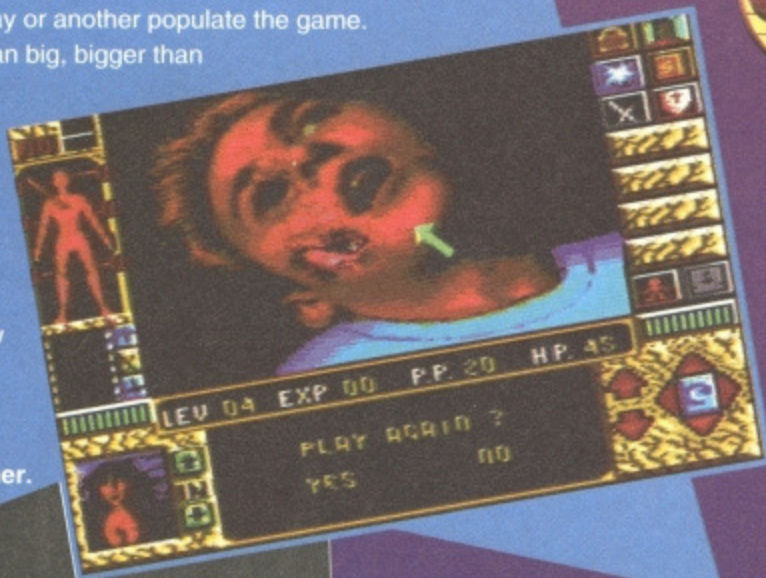 ay or another populate the game.
an big, bigger than
y
er.
LEV 04 EXP 00 P.P. 20 H P. 45
PLAY AGAIN ?
YES NO